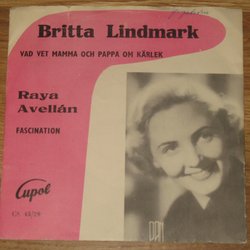 Britta Lindmark
VAD VET MAMMA OCH PAPPA OM KÄRLEK
Raya
Avellán
FASCINATION
Cupol